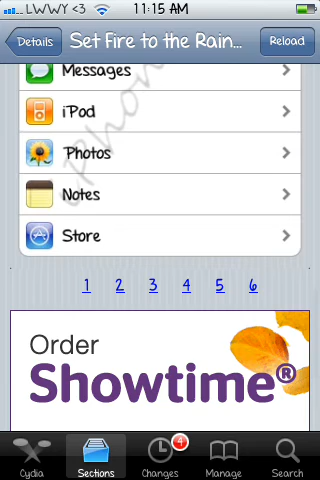 LWWY <3 11:15 AM
Details Set Fire to the Rain... Reload
Messages
iPod
Photos
Notes
Store
1 2 3 4 5 6
Order
Showtime®
4
Cydia Sections Changes Manage Search